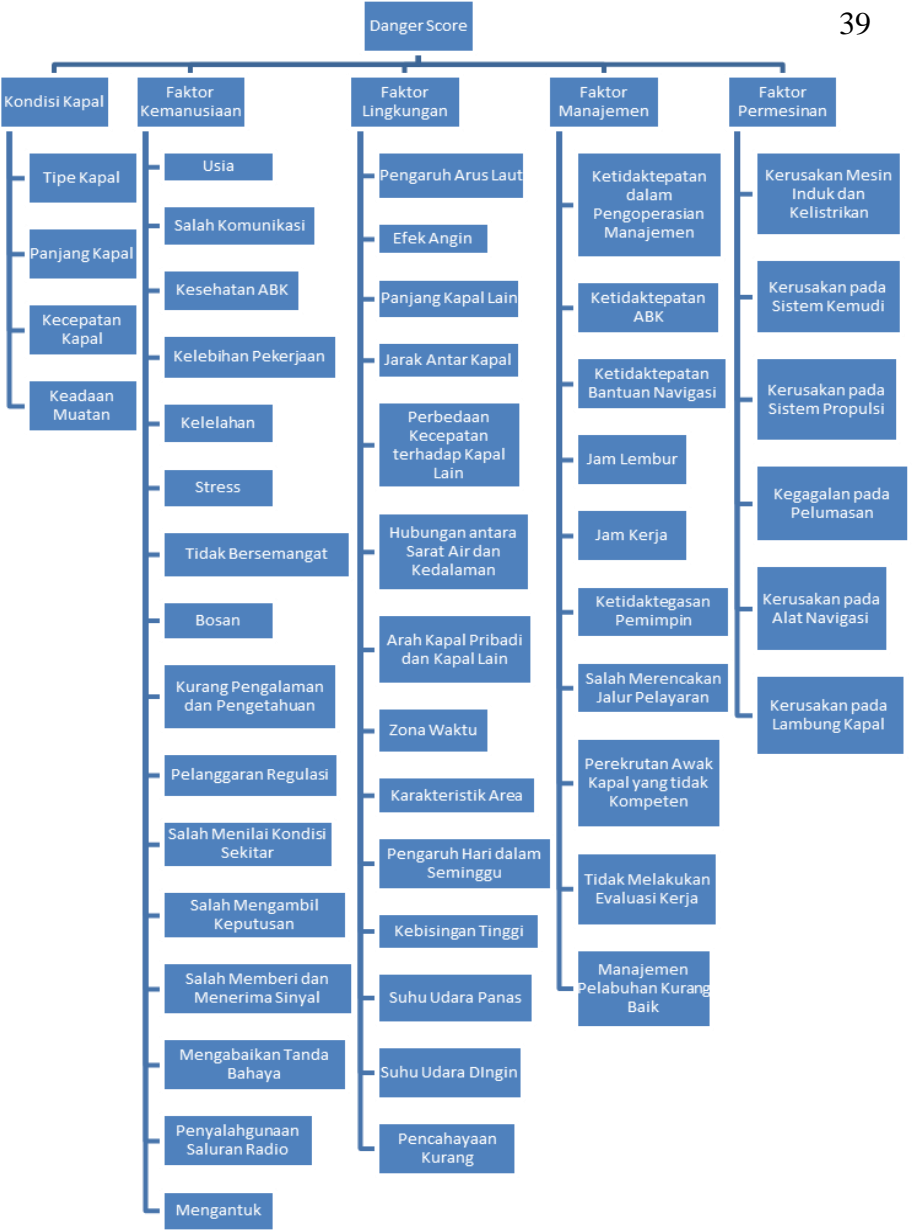 39
Danger Score
Kondisi Kapal
Tipe Kapal
Panjang Kapal
Kecepatan
Kapal
Keadaan
Muatan
Faktor
Kemanusiaan
Usia
Salah Komunikasi
Kesehatan ABK
Kelebihan Pekerjaan
Kelelahan
Stress
Tidak Bersemangat
Bosan
Kurang Pengalaman
dan Pengetahuan
Pelanggaran Regulasi
Salah Menilai Kondisi
Sekitar
Salah Mengambil
Keputusan
Salah Memberi dan
Menerima Sinyal
Mengabaikan Tanda
Bahaya
Penyalahgunaan
Saluran Radio
Mengantuk
Faktor
Lingkungan
Pengaruh Arus Laut
Efek Angin
Panjang Kapal Lain
Jarak Antar Kapal
Perbedaan
Kecepatan
terhadap Kapal
Lain
Hubungan antara
Sarat Air dan
Kedalaman
Arah Kapal Pribadi
dan Kapal Lain
Zona Waktu
Karakteristik Area
Pengaruh Hari dalam
Seminggu
Kebisingan Tinggi
Suhu Udara Panas
Suhu Udara DIngin
Pencahayaan
Kurang
Faktor
Manajemen
Ketidaktepatan
dalam
Pengoperasian
Manajemen
Ketidaktepatan
ABK
Ketidaktepatan
Bantuan Navigasi
Jam Lembur
Jam Kerja
Ketidaktegasan
Pemimpin
Salah Merencakan
Jalur Pelayaran
Perekrutan Awak
Kapal yang tidak
Kompeten
Tidak Melakukan
Evaluasi Kerja
Manajemen
Pelabuhan Kurang
Baik
Faktor
Permesinan
Kerusakan Mesin
Induk dan
Kelistrikan
Kerusakan pada
Sistem Kemudi
Kerusakan pada
Sistem Propulsi
Kegagalan pada
Pelumasan
Kerusakan pada
Alat Navigasi
Kerusakan pada
Lambung Kapal